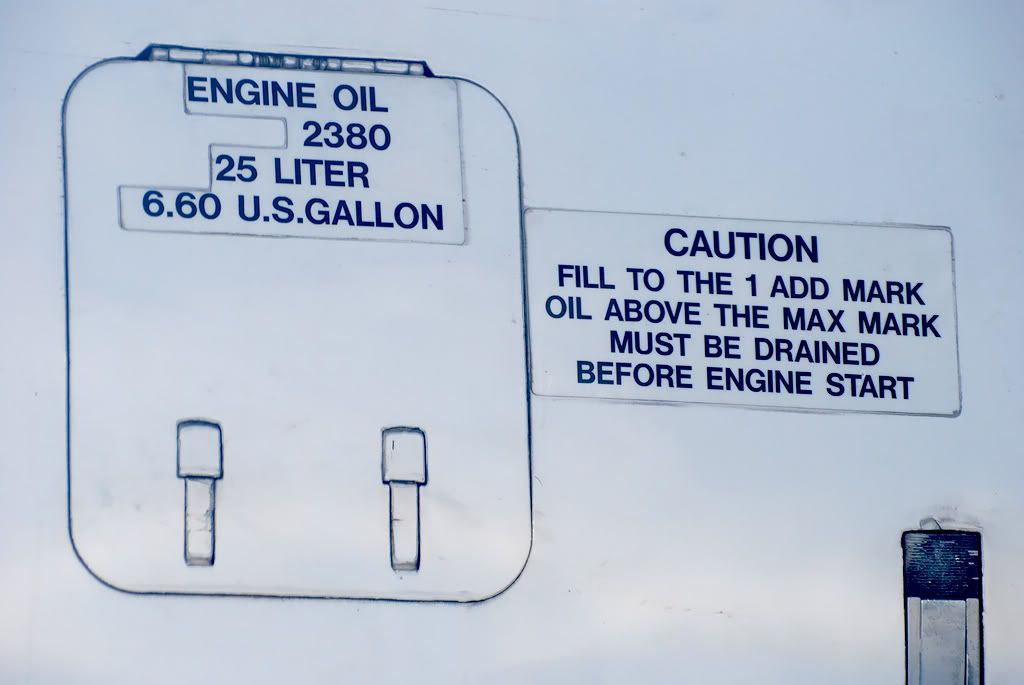 ENGINE OIL
2380
25 LITER
6.60 U.S.GALLON
CAUTION
FILL TO THE 1 ADD MARK
OIL ABOVE THE MAX MARK
MUST BE DRAINED
BEFORE ENGINE START